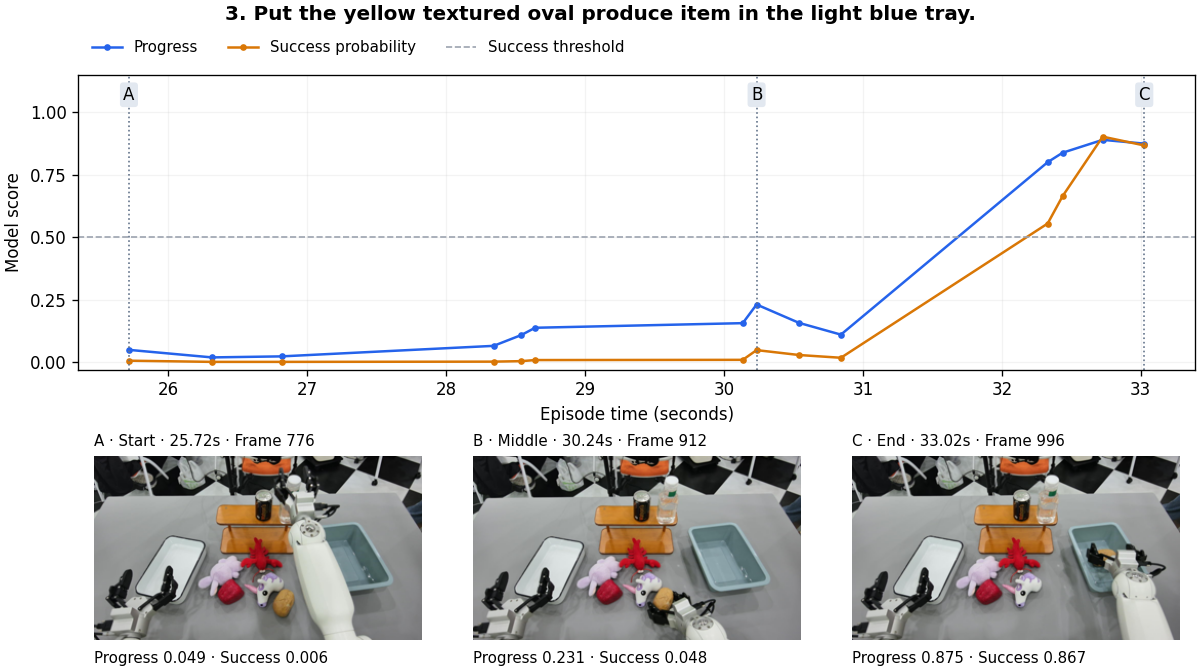 3. Put the yellow textured oval produce item in the light blue tray.
Progress
Success probability
Success threshold
A
B
C
1.00
0.75
0.50
0.25
0.00
Model score
26
27
28
29
30
31
32
33
Episode time (seconds)
A · Start · 25.72s · Frame 776
B · Middle · 30.24s · Frame 912
C · End · 33.02s · Frame 996
Progress 0.049 · Success 0.006
Progress 0.231 · Success 0.048
Progress 0.875 · Success 0.867